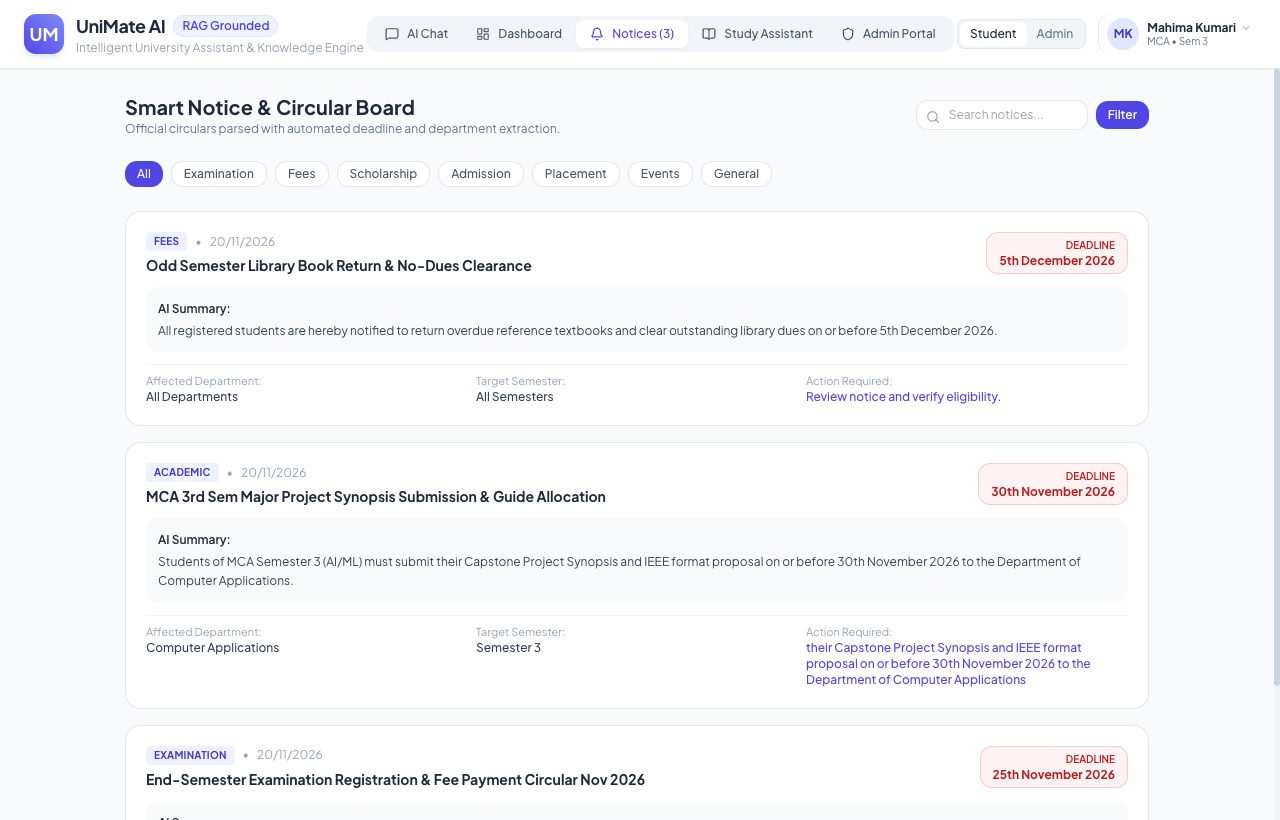 UM
UniMate AI
RAG Grounded
Intelligent University Assistant & Knowledge Engine
AI Chat
Dashboard
Notices (3)
Study Assistant
Admin Portal
Student
Admin
MK
Mahima Kumari
MCA • Sem 3
Smart Notice & Circular Board
Official circulars parsed with automated deadline and department extraction.
Search notices...
Filter
All
Examination
Fees
Scholarship
Admission
Placement
Events
General
FEES • 20/11/2026
Odd Semester Library Book Return & No-Dues Clearance
DEADLINE
5th December 2026
AI Summary:
All registered students are hereby notified to return overdue reference textbooks and clear outstanding library dues on or before 5th December 2026.
Affected Department:
All Departments
Target Semester:
All Semesters
Action Required:
Review notice and verify eligibility.
ACADEMIC • 20/11/2026
MCA 3rd Sem Major Project Synopsis Submission & Guide Allocation
DEADLINE
30th November 2026
AI Summary:
Students of MCA Semester 3 (AI/ML) must submit their Capstone Project Synopsis and IEEE format proposal on or before 30th November 2026 to the Department of
Computer Applications.
Affected Department:
Computer Applications
Target Semester:
Semester 3
Action Required:
their Capstone Project Synopsis and IEEE format
proposal on or before 30th November 2026 to the
Department of Computer Applications
EXAMINATION • 20/11/2026
End-Semester Examination Registration & Fee Payment Circular Nov 2026
DEADLINE
25th November 2026